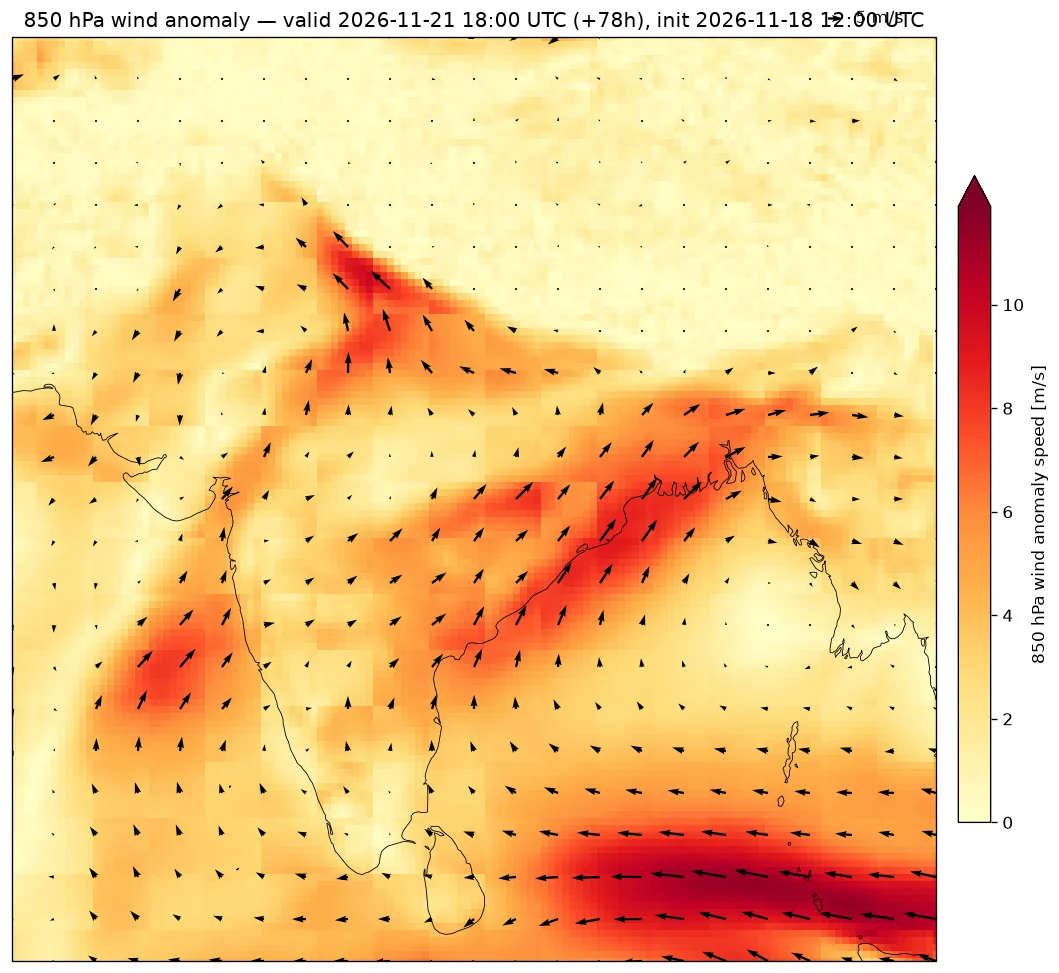 850 hPa wind anomaly — valid 2026-11-21 18:00 UTC (+78h), init 2026-11-18 12:00 UTC
5 m/s
10
8
6
4
2
0
850 hPa wind anomaly speed [m/s]